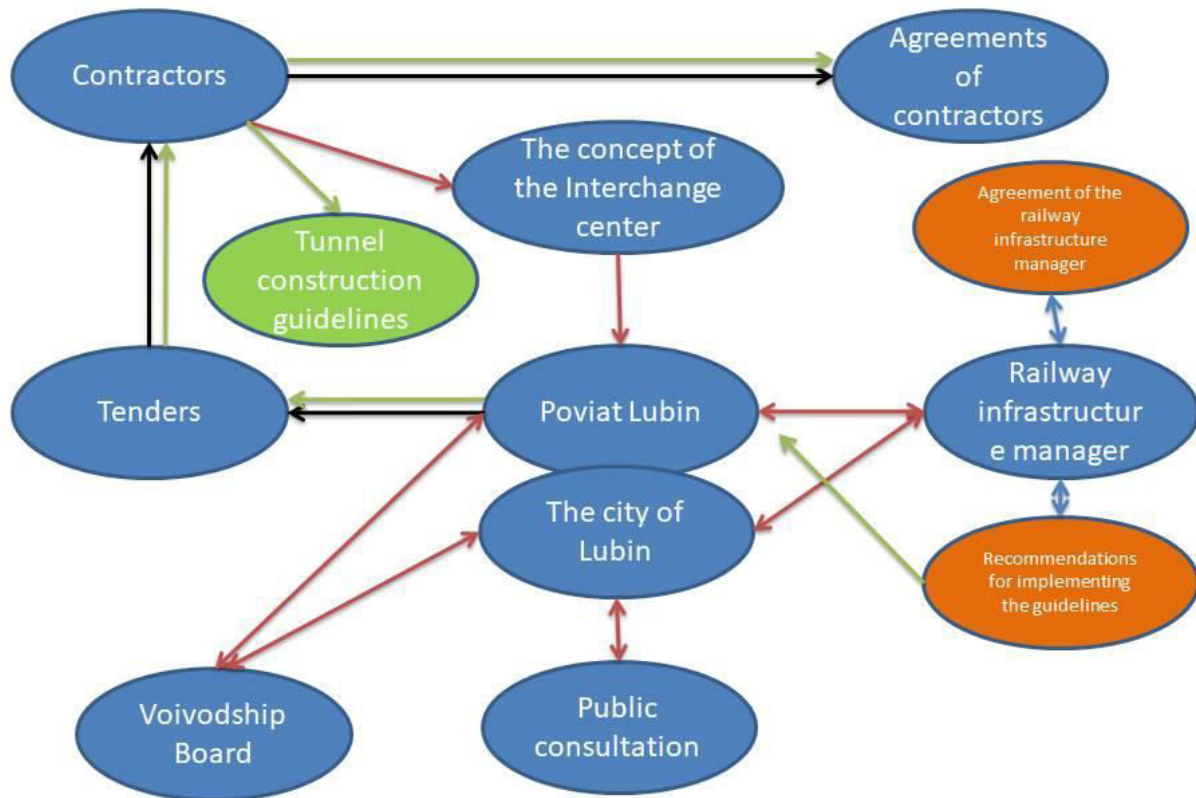 Contractors
Agreements
of
contractors
The concept of
the Interchange
center
Agreement of the
railway
infrastructure
manager
Tunnel
construction
guidelines
Tenders
Poviat Lubin
Railway
infrastructur
e manager
The city of
Lubin
Recommendations
for implementing
the guidelines
Voivodship
Board
Public
consultation